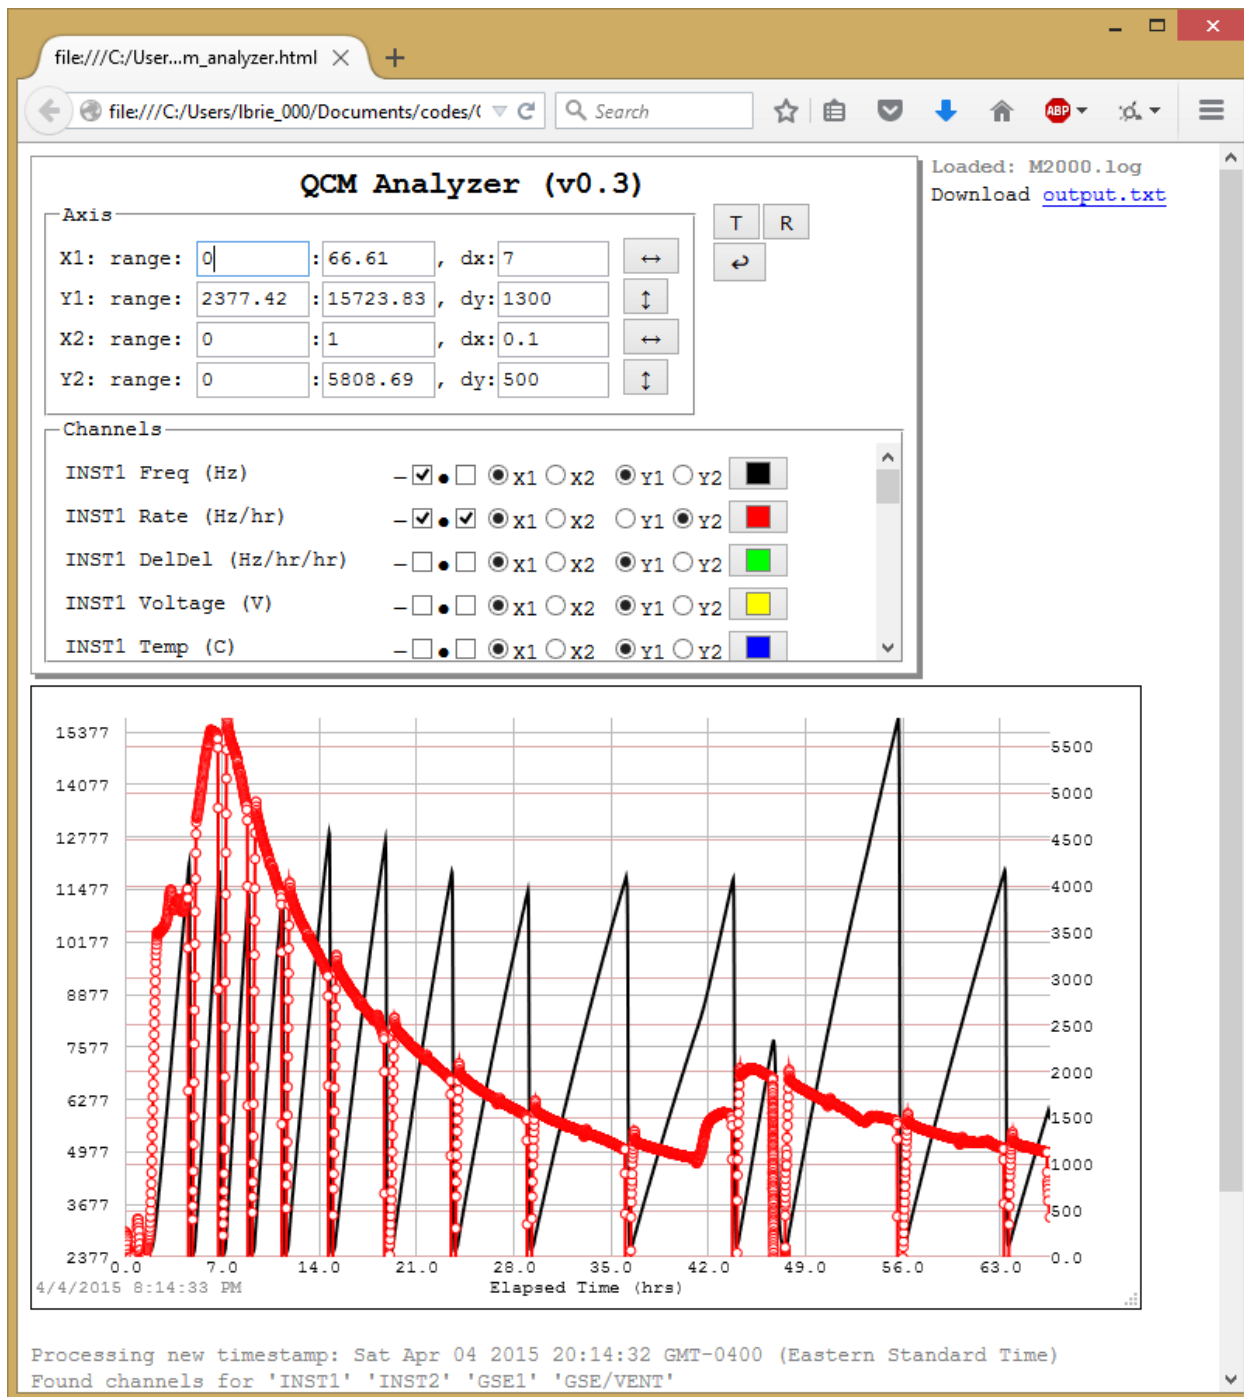 file:///C:/User...m_analyzer.html
file:///C:/Users/lbrie_000/Documents/codes/(
Search
ABP
QCM Analyzer (v0.3)
Loaded: M2000.log
Download output.txt
Axis
T R
X1: range: 0 : 66.61 , dx: 7 ↔
Y1: range: 2377.42 : 15723.83 , dy: 1300 ↕
X2: range: 0 : 1 , dx: 0.1 ↔
Y2: range: 0 : 5808.69 , dy: 500 ↕
Channels
INST1 Freq (Hz) – ● X1 X2 Y1 Y2
INST1 Rate (Hz/hr) – ● X1 X2 Y1 Y2
INST1 DelDel (Hz/hr/hr) – ● X1 X2 Y1 Y2
INST1 Voltage (V) – ● X1 X2 Y1 Y2
INST1 Temp (C) – ● X1 X2 Y1 Y2
15377
14077
12777
11477
10177
8877
7577
6277
4977
3677
2377
5500
5000
4500
4000
3500
3000
2500
2000
1500
1000
500
0.0
0.0 7.0 14.0 21.0 28.0 35.0 42.0 49.0 56.0 63.0
4/4/2015 8:14:33 PM
Elapsed Time (hrs)
Processing new timestamp: Sat Apr 04 2015 20:14:32 GMT-0400 (Eastern Standard Time)
Found channels for 'INST1' 'INST2' 'GSE1' 'GSE/VENT'